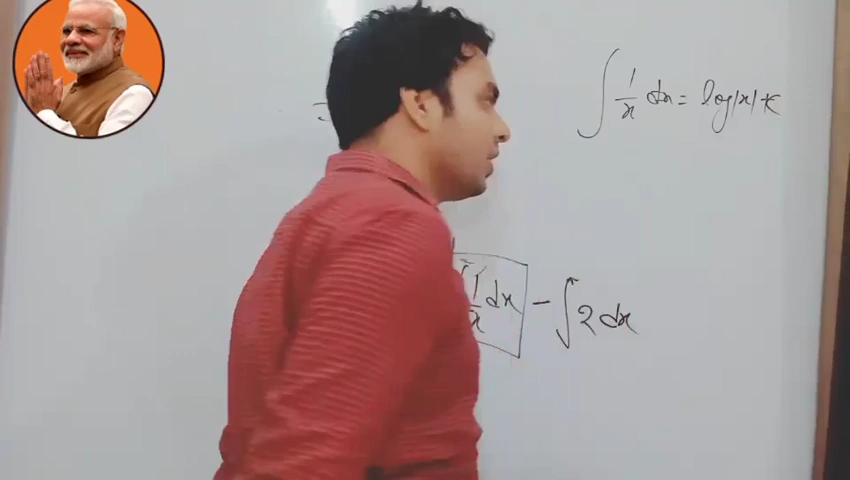 ∫ 1/x dx = log|x| + c
∫ 1/x dx − ∫ 2 dx